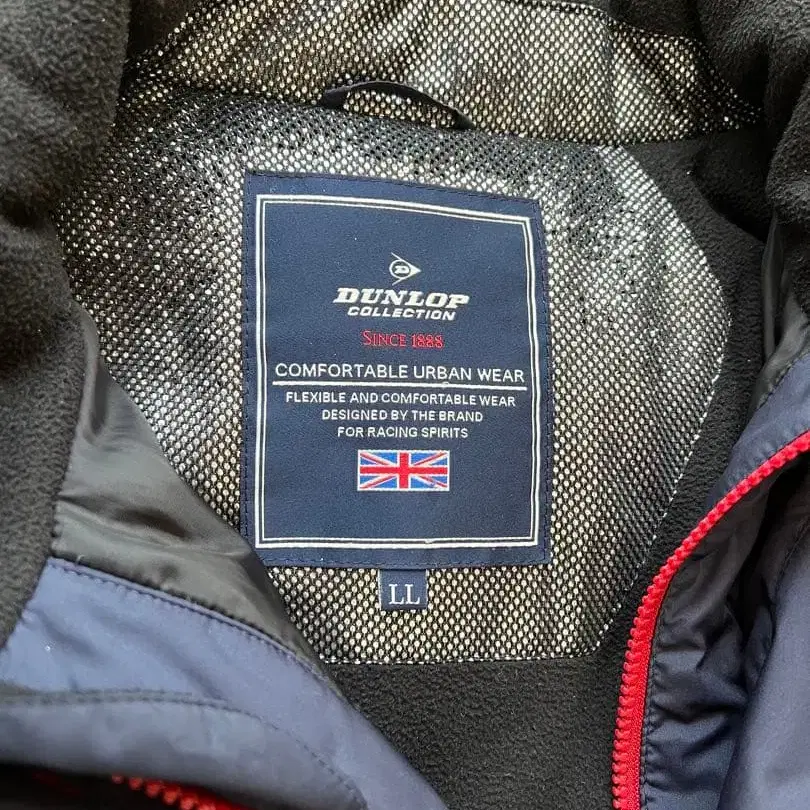 D
DUNLOP
COLLECTION
SINCE 1888
COMFORTABLE URBAN WEAR
FLEXIBLE AND COMFORTABLE WEAR
DESIGNED BY THE BRAND
FOR RACING SPIRITS
LL